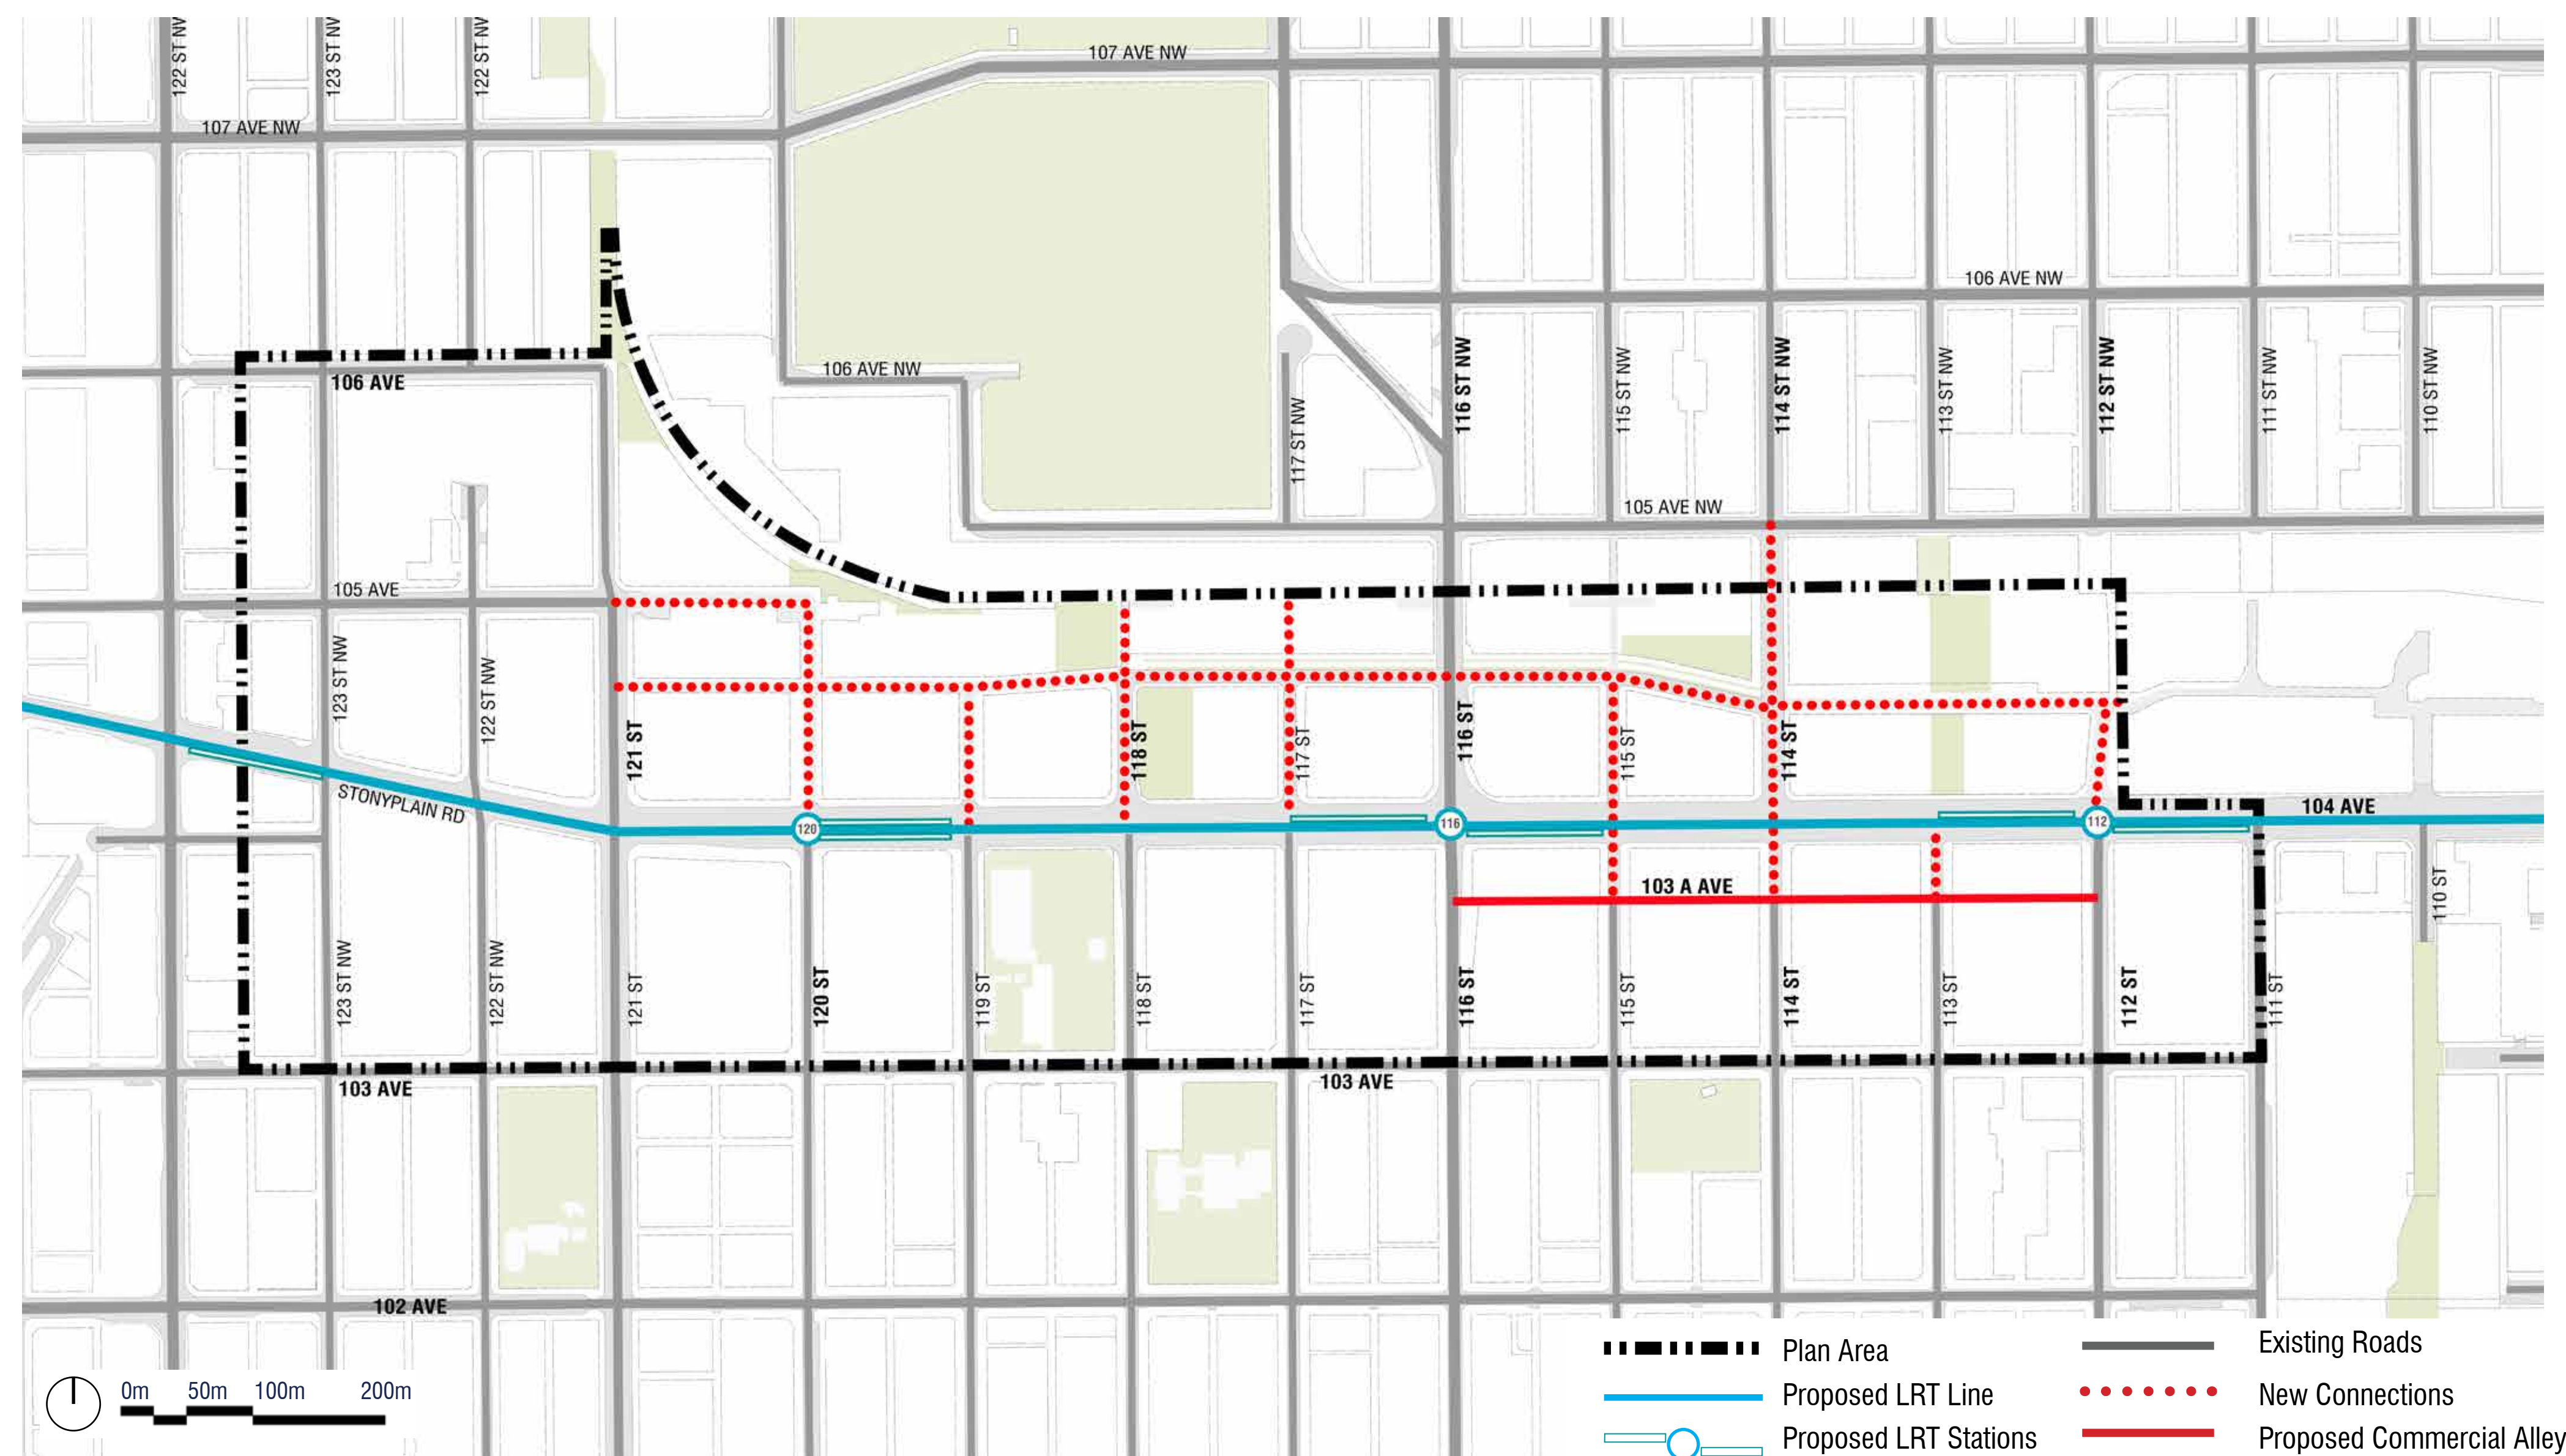 122 ST NW
123 ST NW
122 ST NW
107 AVE NW
107 AVE NW
106 AVE NW
106 AVE
106 AVE NW
116 ST NW
115 ST NW
114 ST NW
113 ST NW
112 ST NW
111 ST NW
110 ST NW
117 ST NW
105 AVE NW
105 AVE
123 ST NW
122 ST NW
121 ST
118 ST
117 ST
116 ST
115 ST
114 ST
STONYPLAIN RD
120
116
112
104 AVE
103 A AVE
110 ST
123 ST NW
122 ST NW
121 ST
120 ST
119 ST
118 ST
117 ST
116 ST
115 ST
114 ST
113 ST
112 ST
111 ST
103 AVE
103 AVE
102 AVE
0m 50m 100m 200m
Plan Area
Proposed LRT Line
Proposed LRT Stations
Existing Roads
New Connections
Proposed Commercial Alley